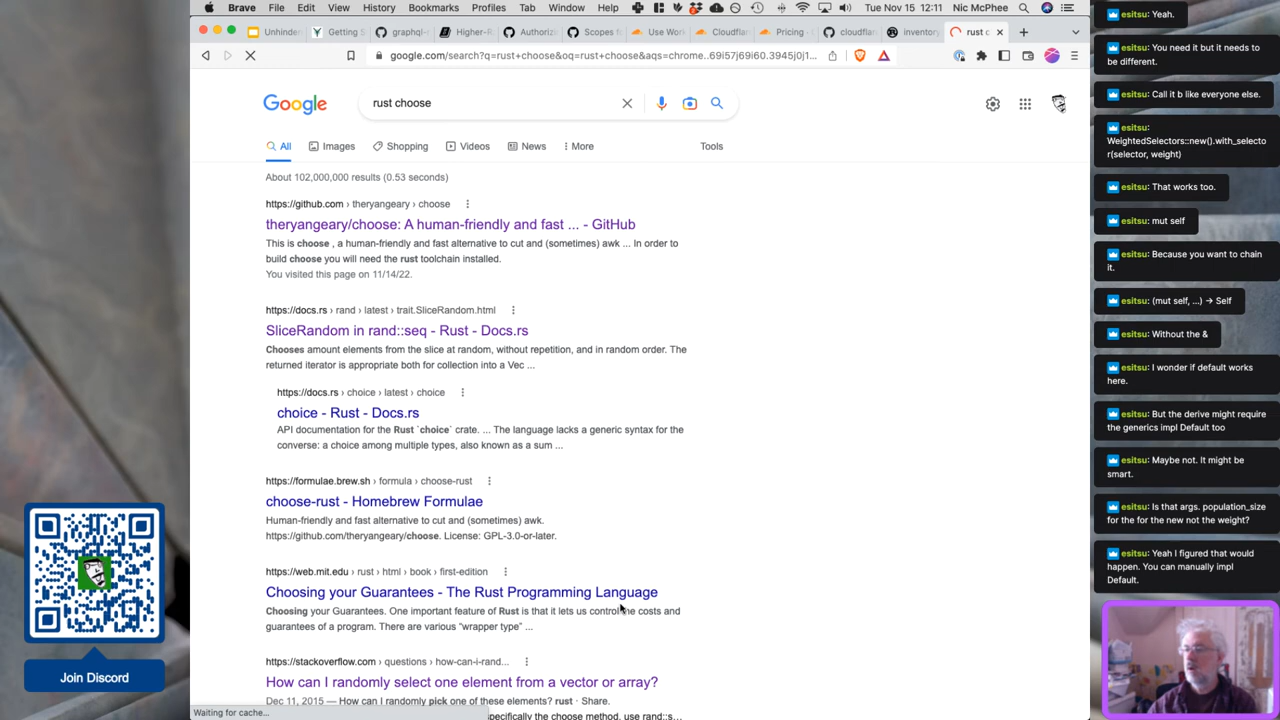 Brave File Edit View History Bookmarks Profiles Tab Window Help Tue Nov 15 12:11 Nic McPhee
Unhinder Getting S graphql- Higher-R Authoriz Scopes f Use Work Cloudfla Pricing - cloudflar inventory rust c
google.com/search?q=rust+choose&oq=rust+choose&aqs=chrome..69i57j69i60.3945j0j1...
Google
rust choose
All Images Shopping Videos News More Tools
About 102,000,000 results (0.53 seconds)
https://github.com › theryangeary › choose
theryangeary/choose: A human-friendly and fast ... - GitHub
This is choose , a human-friendly and fast alternative to cut and (sometimes) awk ... In order to
build choose you will need the rust toolchain installed.
You visited this page on 11/14/22.
https://docs.rs › rand › latest › trait.SliceRandom.html
SliceRandom in rand::seq - Rust - Docs.rs
Chooses amount elements from the slice at random, without repetition, and in random order. The
returned iterator is appropriate both for collection into a Vec ...
https://docs.rs › choice › latest › choice
choice - Rust - Docs.rs
API documentation for the Rust `choice` crate. ... The language lacks a generic syntax for the
converse: a choice among multiple types, also known as a sum ...
https://formulae.brew.sh › formula › choose-rust
choose-rust - Homebrew Formulae
Human-friendly and fast alternative to cut and (sometimes) awk.
https://github.com/theryangeary/choose. License: GPL-3.0-or-later.
https://web.mit.edu › rust › html › book › first-edition
Choosing your Guarantees - The Rust Programming Language
Choosing your Guarantees. One important feature of Rust is that it lets us control the costs and
guarantees of a program. There are various “wrapper type” ...
https://stackoverflow.com › questions › how-can-i-rand...
How can I randomly select one element from a vector or array?
Dec 11, 2015 — How can I randomly pick one of these elements? rust · Share.
specifically the choose method, use rand::s...
Waiting for cache...
Join Discord
esitsu: Yeah.
esitsu: You need it but it needs to
be different.
esitsu: Call it b like everyone else.
esitsu:
WeightedSelectors::new().with_selecto
r(selector, weight)
esitsu: That works too.
esitsu: mut self
esitsu: Because you want to chain
it.
esitsu: (mut self, ...) → Self
esitsu: Without the &
esitsu: I wonder if default works
here.
esitsu: But the derive might require
the generics impl Default too
esitsu: Maybe not. It might be
smart.
esitsu: Is that args. population_size
for the for the new not the weight?
esitsu: Yeah I figured that would
happen. You can manually impl
Default.